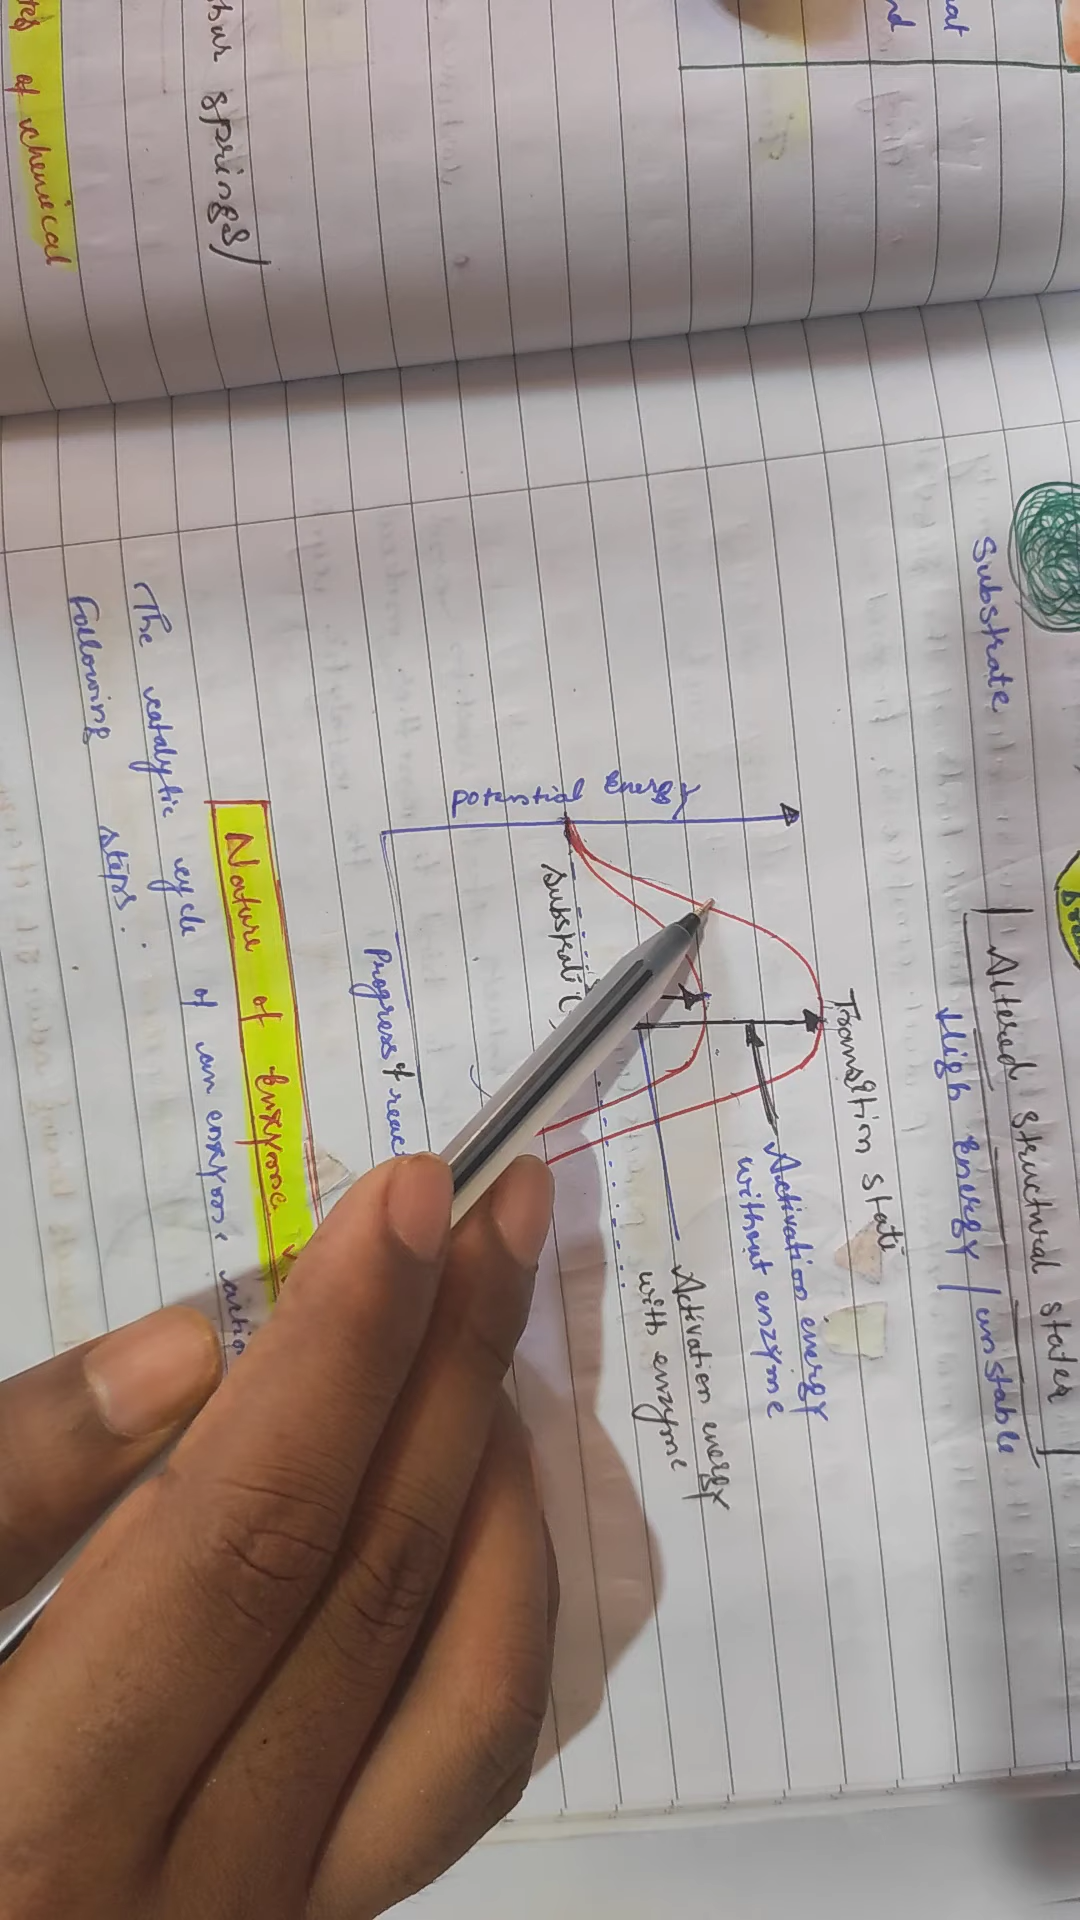 Substrate
Altered structural states
High Energy / unstable
Transition state
Activation energy
without enzyme
Activation energy
with enzyme
potential Energy
Substrate
Progress of
Nature of Enzyme
The catalytic cycle of an enzyme
Following steps :
springs)
of chemical